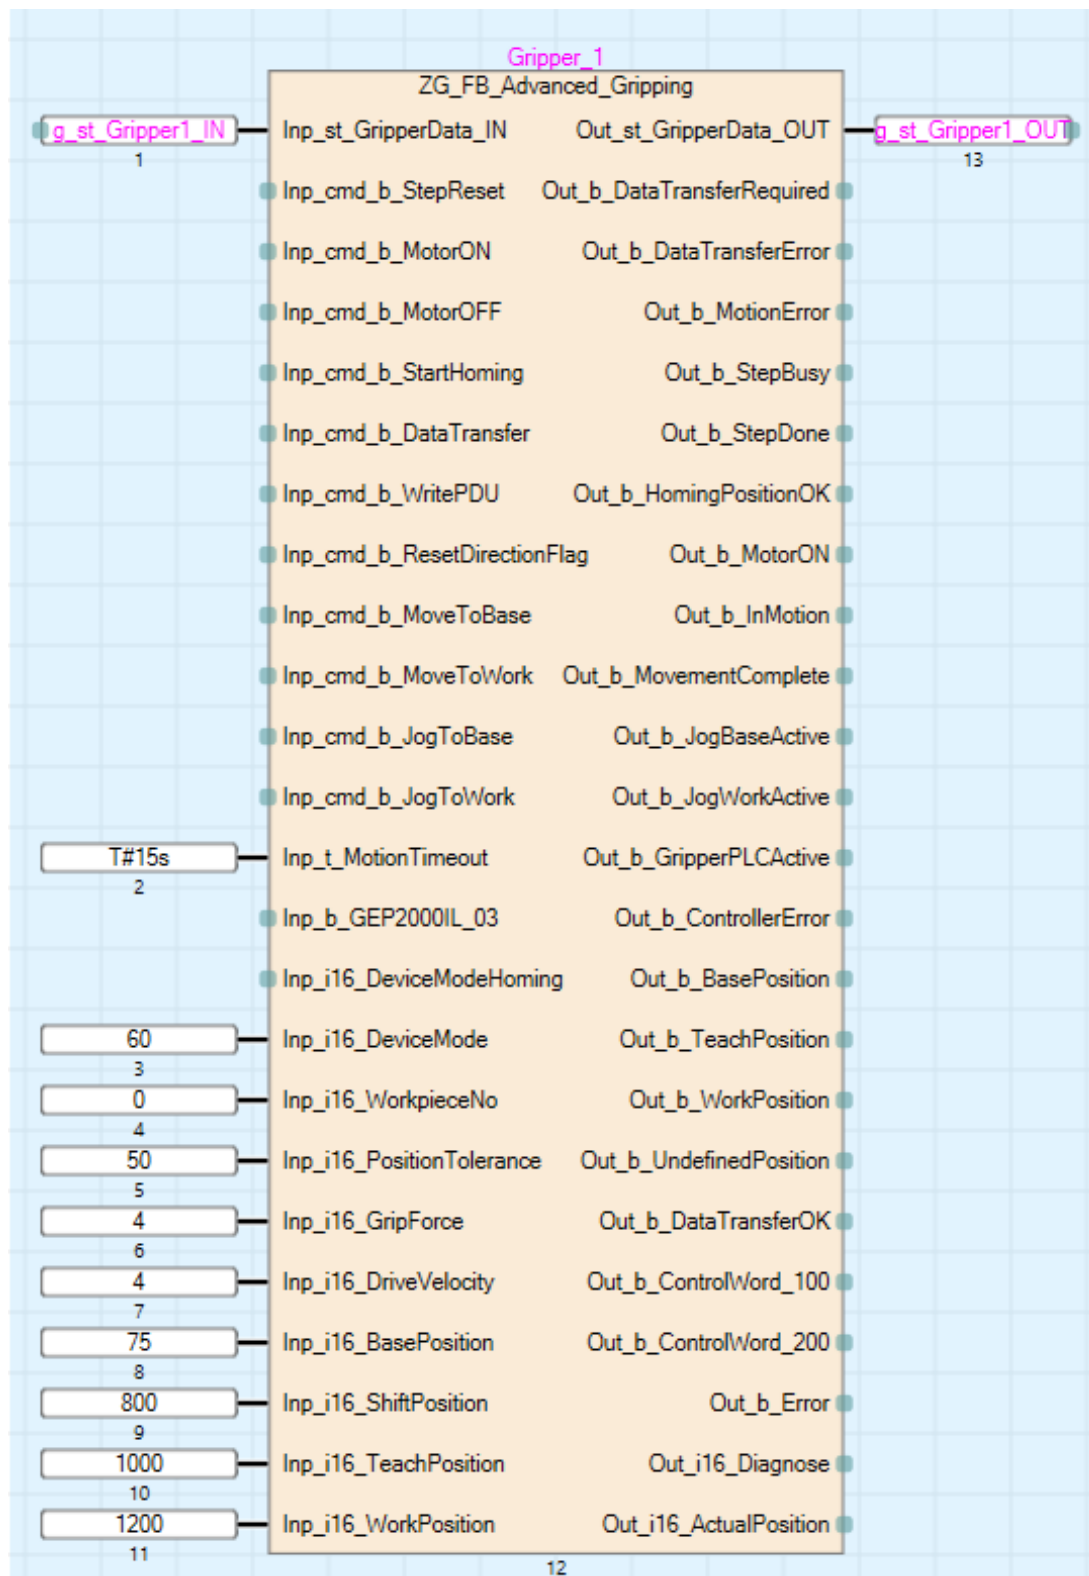 Gripper_1
ZG_FB_Advanced_Gripping
g_st_Gripper1_IN Inp_st_GripperData_IN Out_st_GripperData_OUT g_st_Gripper1_OUT
1 13
Inp_cmd_b_StepReset Out_b_DataTransferRequired
Inp_cmd_b_MotorON Out_b_DataTransferError
Inp_cmd_b_MotorOFF Out_b_MotionError
Inp_cmd_b_StartHoming Out_b_StepBusy
Inp_cmd_b_DataTransfer Out_b_StepDone
Inp_cmd_b_WritePDU Out_b_HomingPositionOK
Inp_cmd_b_ResetDirectionFlag Out_b_MotorON
Inp_cmd_b_MoveToBase Out_b_InMotion
Inp_cmd_b_MoveToWork Out_b_MovementComplete
Inp_cmd_b_JogToBase Out_b_JogBaseActive
Inp_cmd_b_JogToWork Out_b_JogWorkActive
T#15s Inp_t_MotionTimeout Out_b_GripperPLCActive
2
Inp_b_GEP2000IL_03 Out_b_ControllerError
Inp_i16_DeviceModeHoming Out_b_BasePosition
60 Inp_i16_DeviceMode Out_b_TeachPosition
3
0 Inp_i16_WorkpieceNo Out_b_WorkPosition
4
50 Inp_i16_PositionTolerance Out_b_UndefinedPosition
5
4 Inp_i16_GripForce Out_b_DataTransferOK
6
4 Inp_i16_DriveVelocity Out_b_ControlWord_100
7
75 Inp_i16_BasePosition Out_b_ControlWord_200
8
800 Inp_i16_ShiftPosition Out_b_Error
9
1000 Inp_i16_TeachPosition Out_i16_Diagnose
10
1200 Inp_i16_WorkPosition Out_i16_ActualPosition
11 12